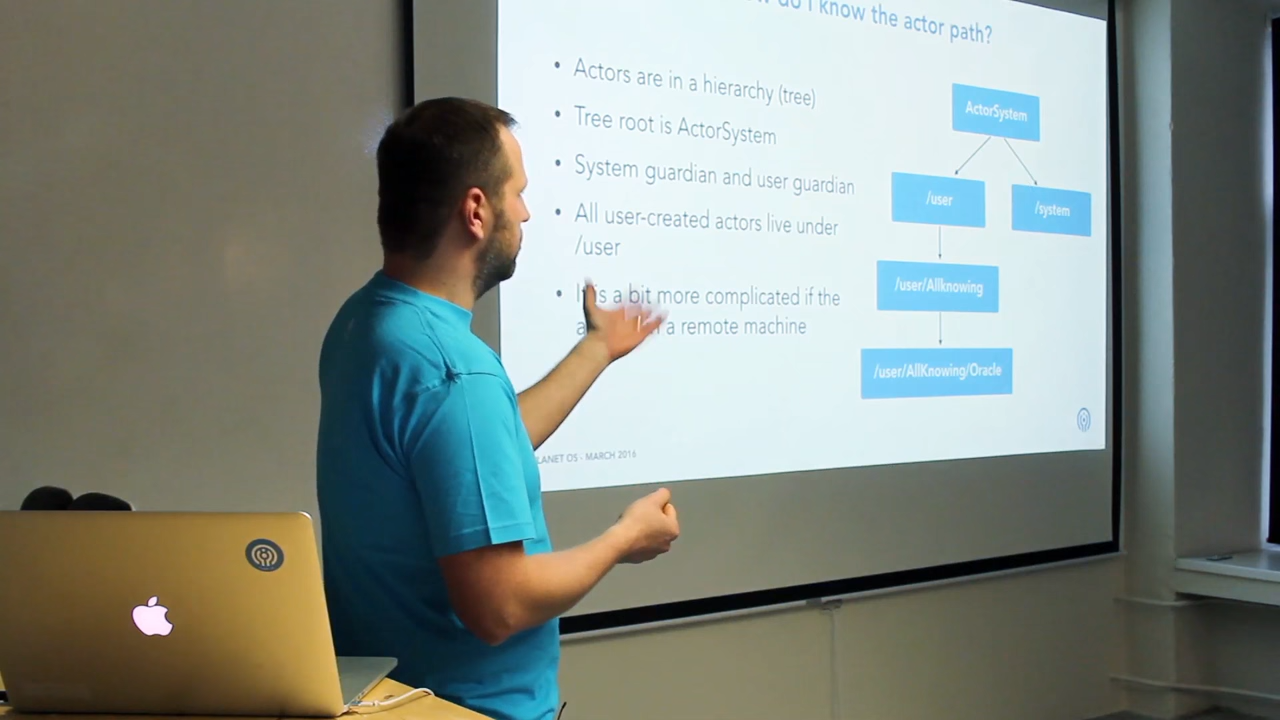 do I know the actor path?
• Actors are in a hierarchy (tree)
• Tree root is ActorSystem
• System guardian and user guardian
• All user-created actors live under
/user
• is a bit more complicated if the
a remote machine
ActorSystem
/user
/system
/user/Allknowing
/user/AllKnowing/Oracle
LANET OS - MARCH 2016